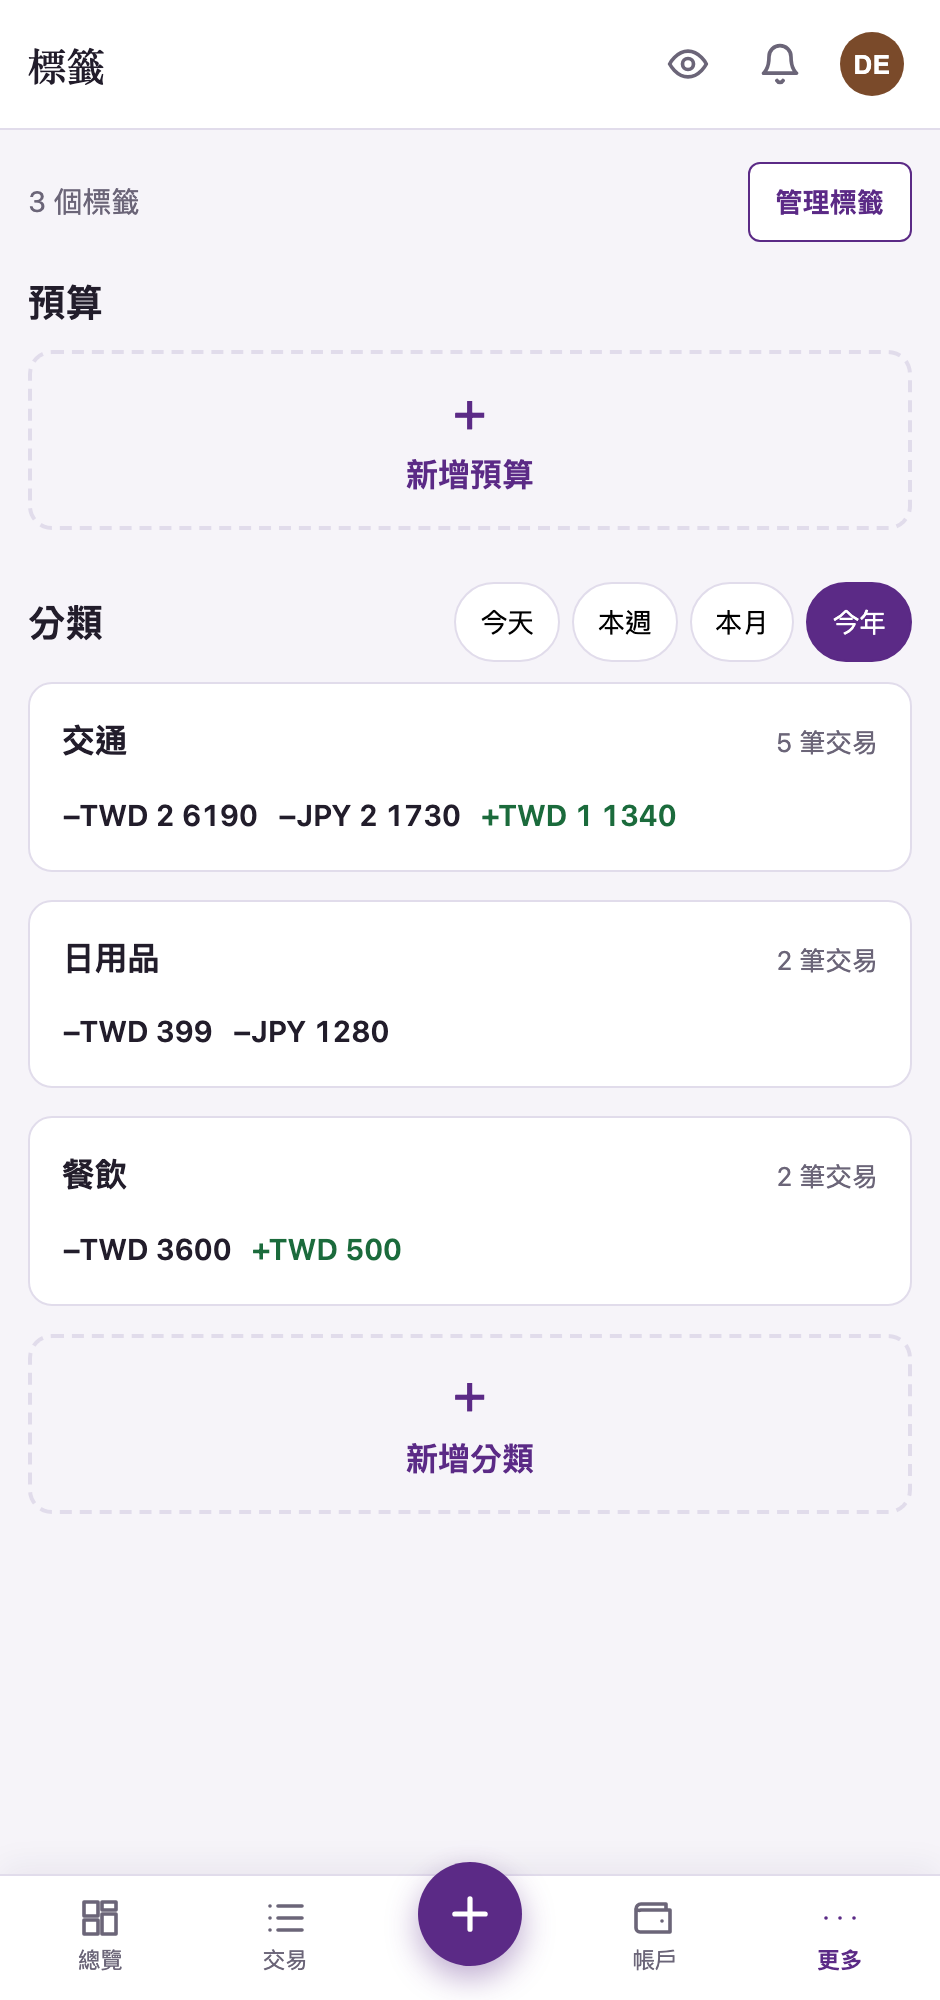 標籤
DE
3 個標籤
管理標籤
預算
+
新增預算
分類
今天 本週 本月 今年
交通 5 筆交易
–TWD 2 6190 –JPY 2 1730 +TWD 1 1340
日用品 2 筆交易
–TWD 399 –JPY 1280
餐飲 2 筆交易
–TWD 3600 +TWD 500
+
新增分類
總覽 交易 帳戶 更多